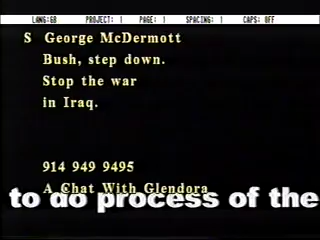 LANG:GB PROJECT: 1 PAGE: 1 SPACING: 1 CAPS: OFF
S George McDermott
Bush, step down.
Stop the war
in Iraq.
914 949 9495
A Chat With Glendora
to do process of the